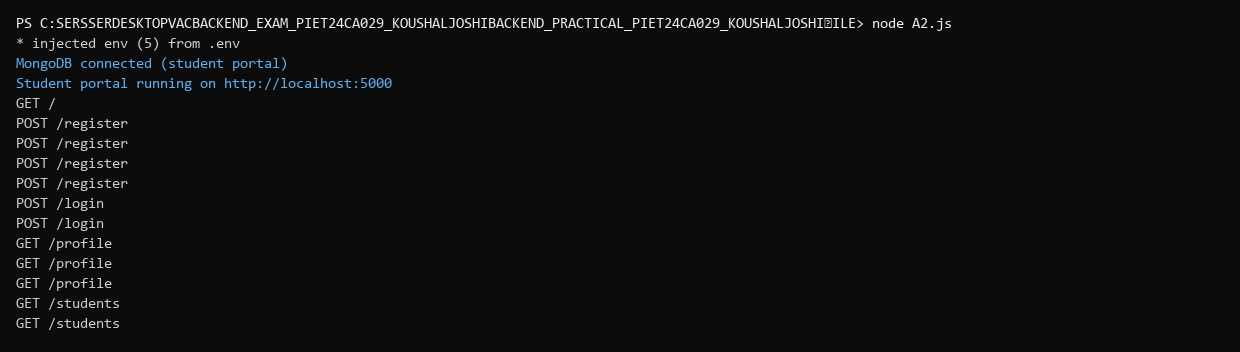 PS C:SERSSERDESKTOPVACBACKEND_EXAM_PIET24CA029_KOUSHALJOSHIBACKEND_PRACTICAL_PIET24CA029_KOUSHALJOSHI▯ILE> node A2.js
* injected env (5) from .env
MongoDB connected (student portal)
Student portal running on http://localhost:5000
GET /
POST /register
POST /register
POST /register
POST /register
POST /login
POST /login
GET /profile
GET /profile
GET /profile
GET /students
GET /students